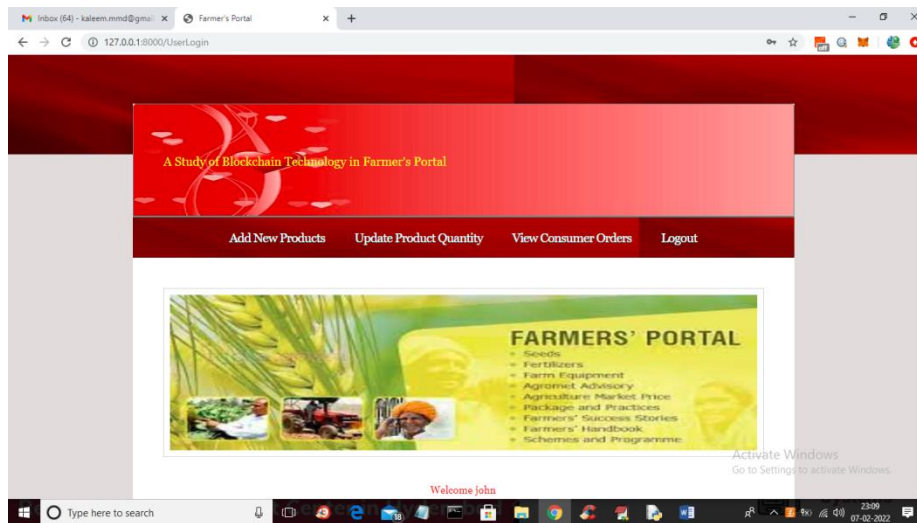 Inbox (64) - kaleem.mmd@gmai
Farmer's Portal
127.0.0.1:8000/UserLogin
A Study of Blockchain Technology in Farmer's Portal
Add New Products
Update Product Quantity
View Consumer Orders
Logout
FARMERS' PORTAL
Seeds
Fertilizers
Farm Equipment
Agromet Advisory
Agriculture Market Price
Package and Practices
Farmers' Success Stories
Farmers' Handbook
Schemes and Programme
Activate Windows
Go to Settings to activate Windows.
Welcome john
Type here to search
18
23:09
07-02-2022